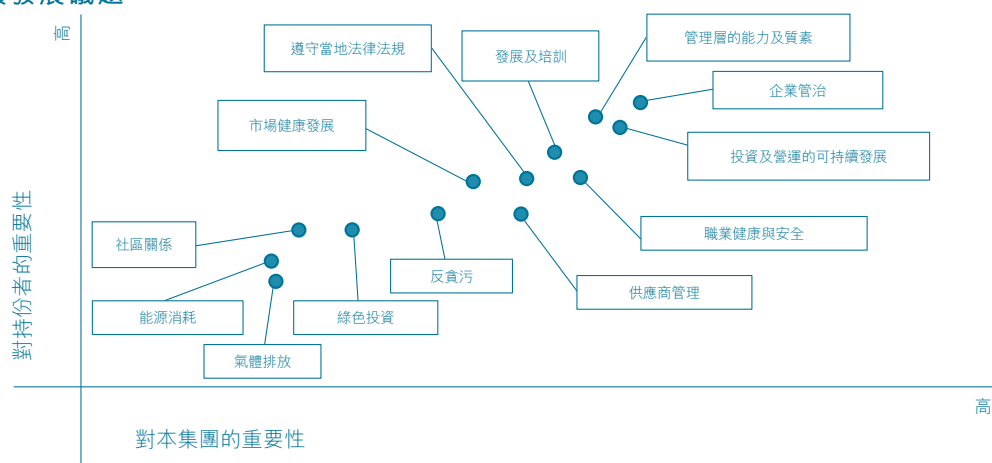 發展議題
高
遵守當地法律法規
發展及培訓
管理層的能力及質素
企業管治
市場健康發展
投資及營運的可持續發展
對持份者的重要性
社區關係
職業健康與安全
反貪污
供應商管理
能源消耗
綠色投資
氣體排放
高
對本集團的重要性